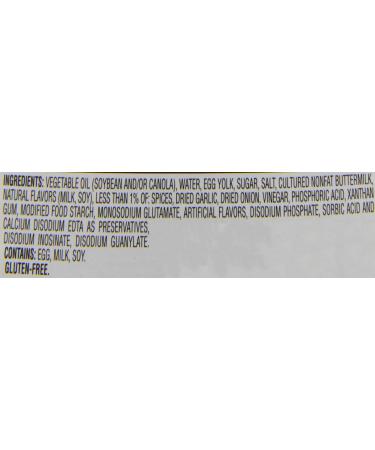 INGREDIENTS: VEGETABLE OIL (SOYBEAN AND/OR CANOLA), WATER, EGG YOLK, SUGAR, SALT, CULTURED NONFAT BUTTERMILK,
NATURAL FLAVORS (MILK, SOY), LESS THAN 1% OF: SPICES, DRIED GARLIC, DRIED ONION, VINEGAR, PHOSPHORIC ACID, XANTHAN
GUM, MODIFIED FOOD STARCH, MONOSODIUM GLUTAMATE, ARTIFICIAL FLAVORS, DISODIUM PHOSPHATE, SORBIC ACID AND
CALCIUM DISODIUM EDTA AS PRESERVATIVES,
DISODIUM INOSINATE, DISODIUM GUANYLATE.
CONTAINS: EGG, MILK, SOY.
GLUTEN-FREE.